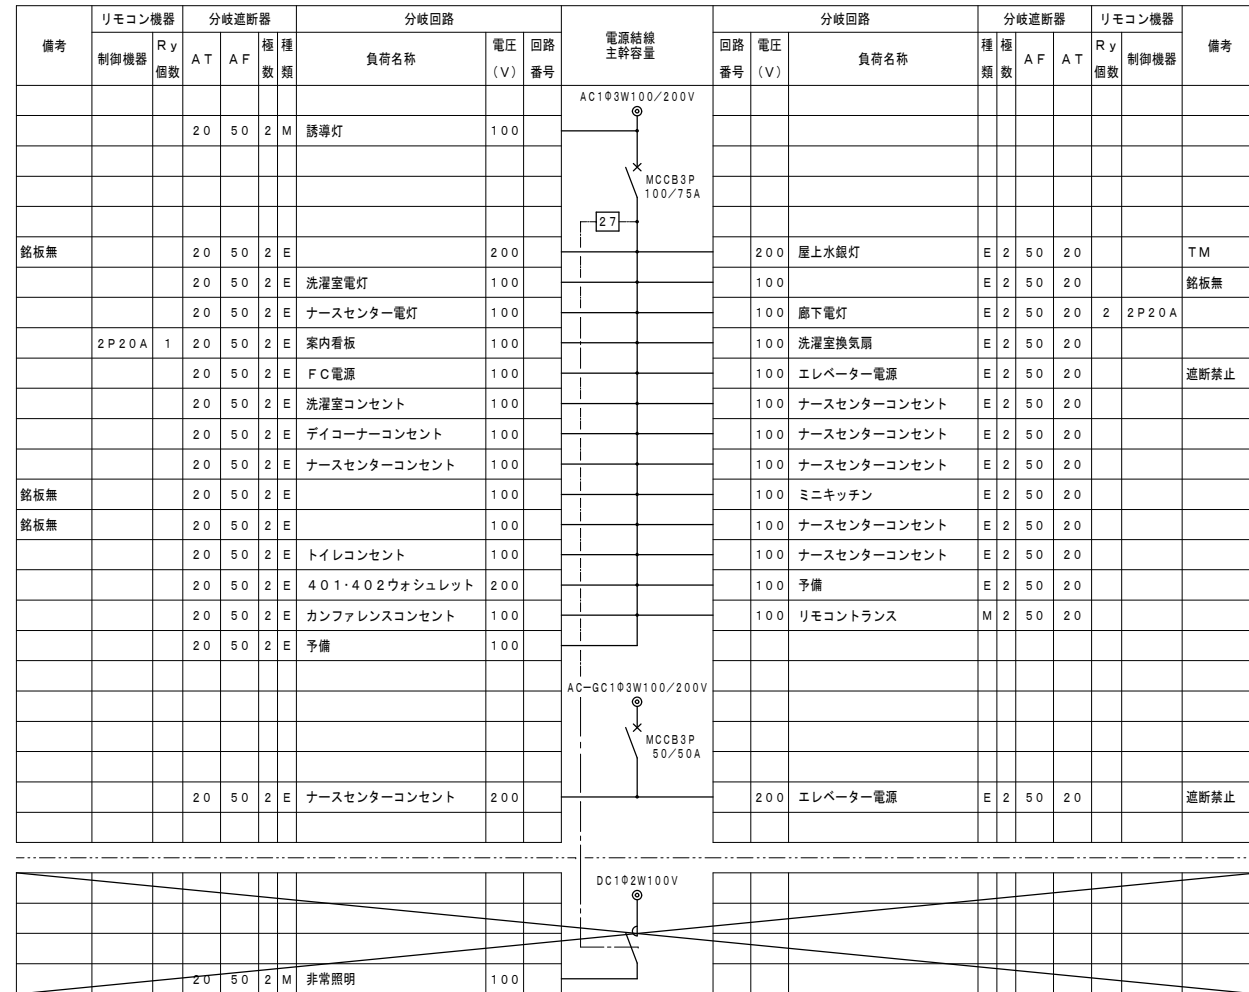 備考 リモコン機器 分岐遮断器 分岐回路 電源結線 主幹容量 分岐回路 分岐遮断器 リモコン機器 備考
制御機器 Ry個数 AT AF 極数 種類 負荷名称 電圧(V) 回路番号 回路番号 電圧(V) 負荷名称 種類 極数 AF AT Ry個数 制御機器
AC1Φ3W100/200V
20 50 2 M 誘導灯 100
MCCB3P
100/75A
27
銘板無 20 50 2 E 200 200 屋上水銀灯 E 2 50 20 TM
20 50 2 E 洗濯室電灯 100 100 E 2 50 20 銘板無
20 50 2 E ナースセンター電灯 100 100 廊下電灯 E 2 50 20 2 2P20A
2P20A 1 20 50 2 E 案内看板 100 100 洗濯室換気扇 E 2 50 20
20 50 2 E FC電源 100 100 エレベーター電源 E 2 50 20 遮断禁止
20 50 2 E 洗濯室コンセント 100 100 ナースセンターコンセント E 2 50 20
20 50 2 E デイコーナーコンセント 100 100 ナースセンターコンセント E 2 50 20
20 50 2 E ナースセンターコンセント 100 100 ナースセンターコンセント E 2 50 20
銘板無 20 50 2 E 100 100 ミニキッチン E 2 50 20
銘板無 20 50 2 E 100 100 ナースセンターコンセント E 2 50 20
20 50 2 E トイレコンセント 100 100 ナースセンターコンセント E 2 50 20
20 50 2 E 401・402ウォシュレット 200 100 予備 E 2 50 20
20 50 2 E カンファレンスコンセント 100 100 リモコントランス M 2 50 20
20 50 2 E 予備 100
AC-GC1Φ3W100/200V
MCCB3P
50/50A
20 50 2 E ナースセンターコンセント 200 200 エレベーター電源 E 2 50 20 遮断禁止
DC1Φ2W100V
20 50 2 M 非常照明 100